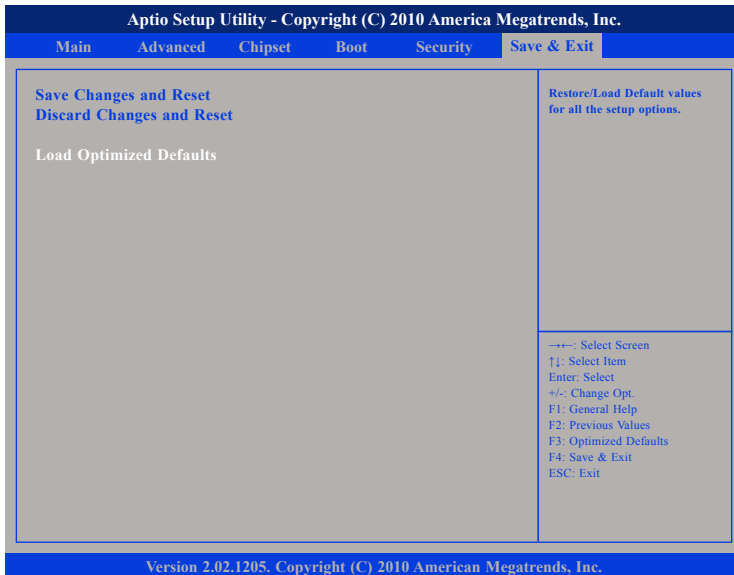 Aptio Setup Utility - Copyright (C) 2010 America Megatrends, Inc.
Main Advanced Chipset Boot Security Save & Exit
Save Changes and Reset
Discard Changes and Reset
Load Optimized Defaults
Restore/Load Default values
for all the setup options.
→←: Select Screen
↑↓: Select Item
Enter: Select
+/-: Change Opt.
F1: General Help
F2: Previous Values
F3: Optimized Defaults
F4: Save & Exit
ESC: Exit
Version 2.02.1205. Copyright (C) 2010 American Megatrends, Inc.